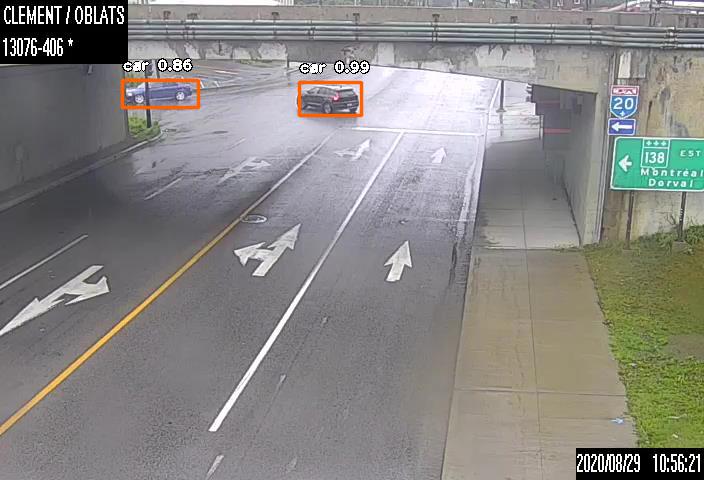 CLEMENT / OBLATS
13076-406 *
car 0.86
car 0.99
20
138 EST
Montréal
Dorval
2020/08/29 10:56:21